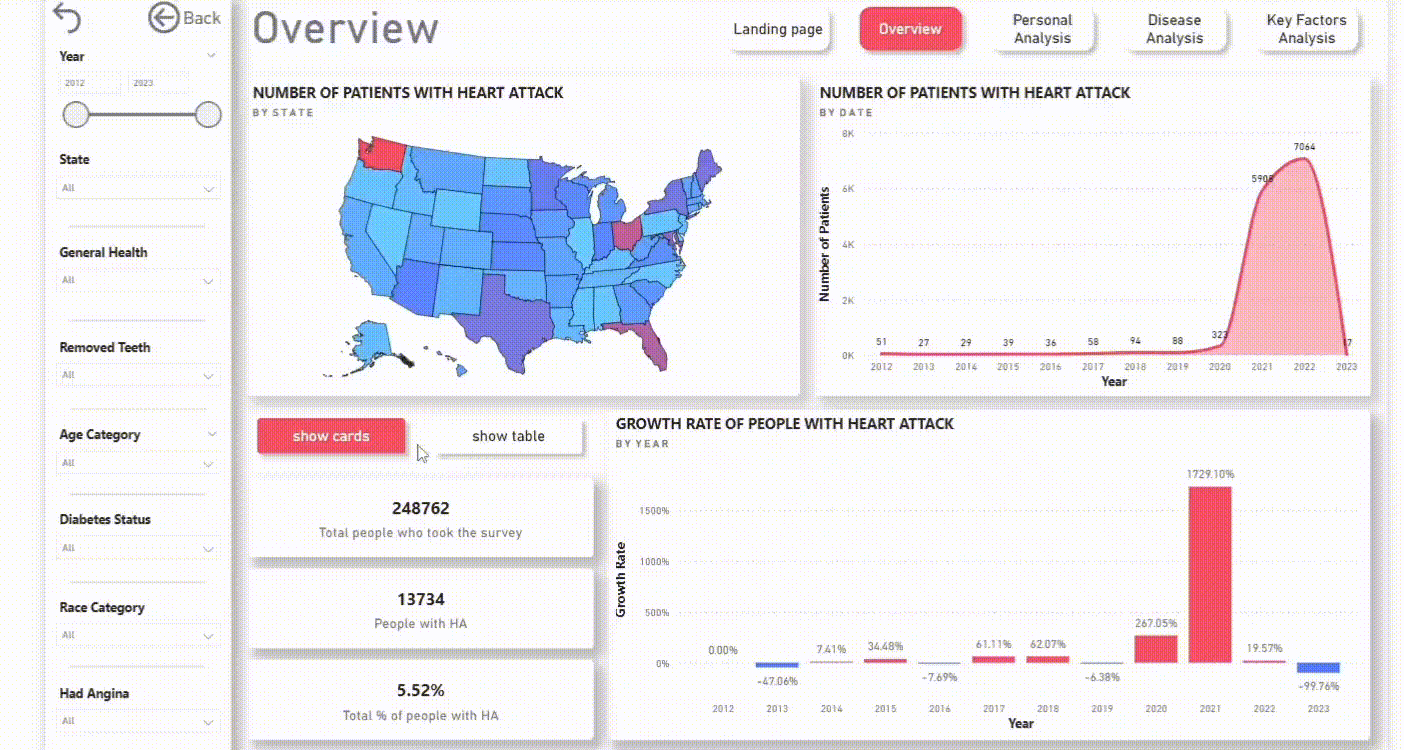 Back
Year
2012 2023
State
All
General Health
All
Removed Teeth
All
Age Category
All
Diabetes Status
All
Race Category
All
Had Angina
All
Overview
Landing page
Overview
Personal
Analysis
Disease
Analysis
Key Factors
Analysis
NUMBER OF PATIENTS WITH HEART ATTACK
BY STATE
NUMBER OF PATIENTS WITH HEART ATTACK
BY DATE
Number of Patients
8K
6K
4K
2K
0K
51 27 29 39 36 58 94 88 323 5908 7064 17
2012 2013 2014 2015 2016 2017 2018 2019 2020 2021 2022 2023
Year
show cards
show table
248762
Total people who took the survey
13734
People with HA
5.52%
Total % of people with HA
GROWTH RATE OF PEOPLE WITH HEART ATTACK
BY YEAR
Growth Rate
1500%
1000%
500%
0%
0.00% -47.06% 7.41% 34.48% -7.69% 61.11% 62.07% -6.38% 267.05% 1729.10% 19.57% -99.76%
2012 2013 2014 2015 2016 2017 2018 2019 2020 2021 2022 2023
Year